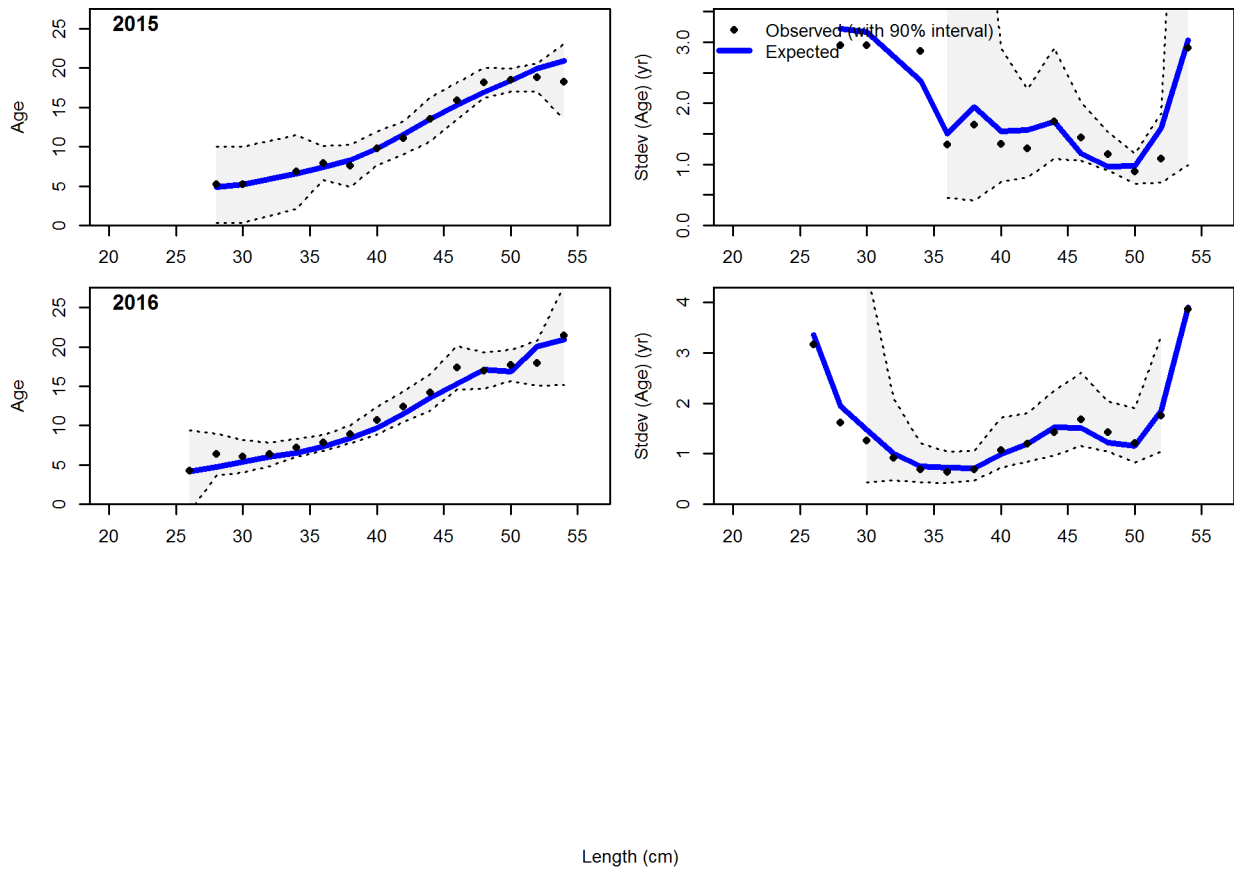 2015
Age
0 5 10 15 20 25
20 25 30 35 40 45 50 55
Observed (with 90% interval)
Expected
Stdev (Age) (yr)
0.0 1.0 2.0 3.0
20 25 30 35 40 45 50 55
2016
Age
0 5 10 15 20 25
20 25 30 35 40 45 50 55
Stdev (Age) (yr)
0 1 2 3 4
20 25 30 35 40 45 50 55
Length (cm)